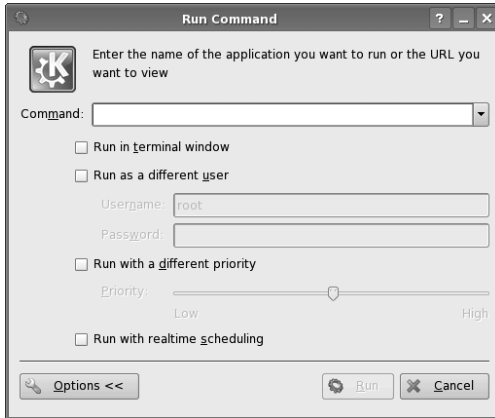 Run Command
Enter the name of the application you want to run or the URL you
want to view
Command:
Run in terminal window
Run as a different user
Username: root
Password:
Run with a different priority
Priority:
Low High
Run with realtime scheduling
Options << Run Cancel